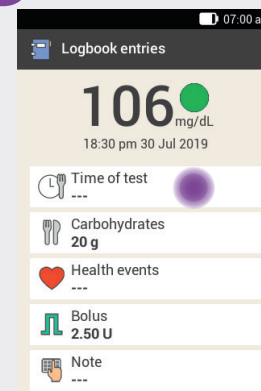 07:00 a
Logbook entries
106
mg/dL
18:30 pm 30 Jul 2019
Time of test
---
Carbohydrates
20 g
Health events
---
Bolus
2.50 U
Note
---